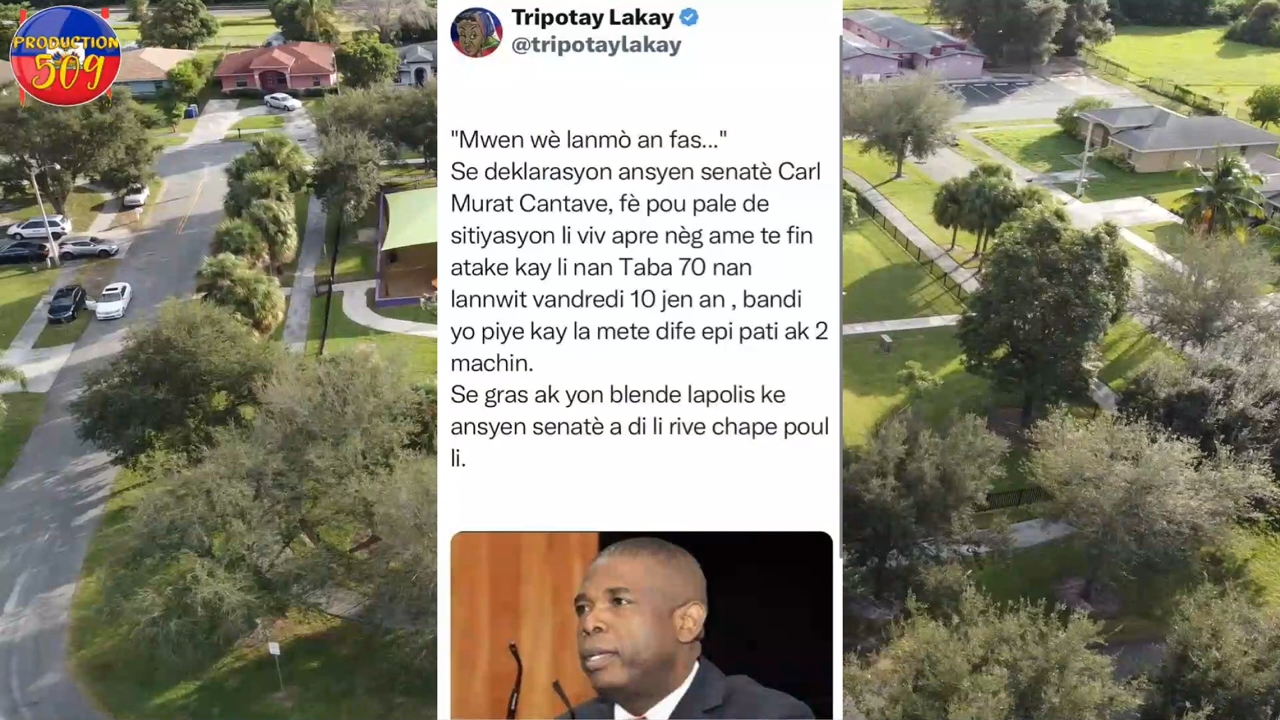 PRODUCTION
509
Tripotay Lakay
@tripotaylakay
"Mwen wè lanmò an fas..."
Se deklarasyon ansyen senatè Carl
Murat Cantave, fè pou pale de
sitiyasyon li viv apre nèg ame te fin
atake kay li nan Taba 70 nan
lannwit vandredi 10 jen an , bandi
yo piye kay la mete dife epi pati ak 2
machin.
Se gras ak yon blende lapolis ke
ansyen senatè a di li rive chape poul
li.